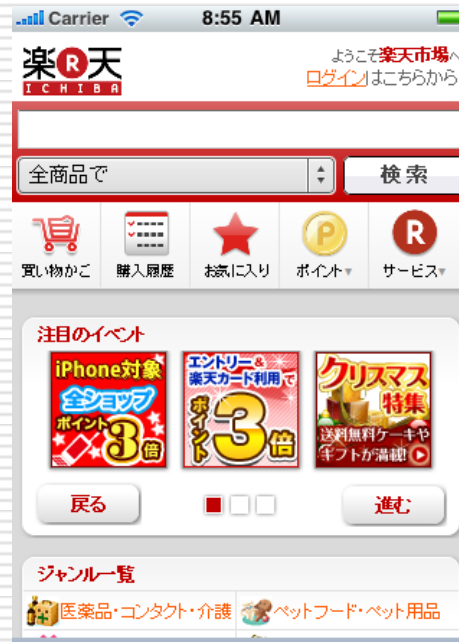 Carrier 8:55 AM
楽R天
ICHIBA
ようこそ楽天市場へ
ログインはこちらから
全商品で
検索
P
R
買い物かご 購入履歴 お気に入り ポイント▼ サービス▼
注目のイベント
iPhone対象
全ショップ
ポイント3倍
エントリー&
楽天カード利用で
ポイント3倍
クリスマス
特集
送料無料ケーキや
ギフトが満載!
戻る
進む
ジャンル一覧
医薬品・コンタクト・介護 ペットフード・ペット用品